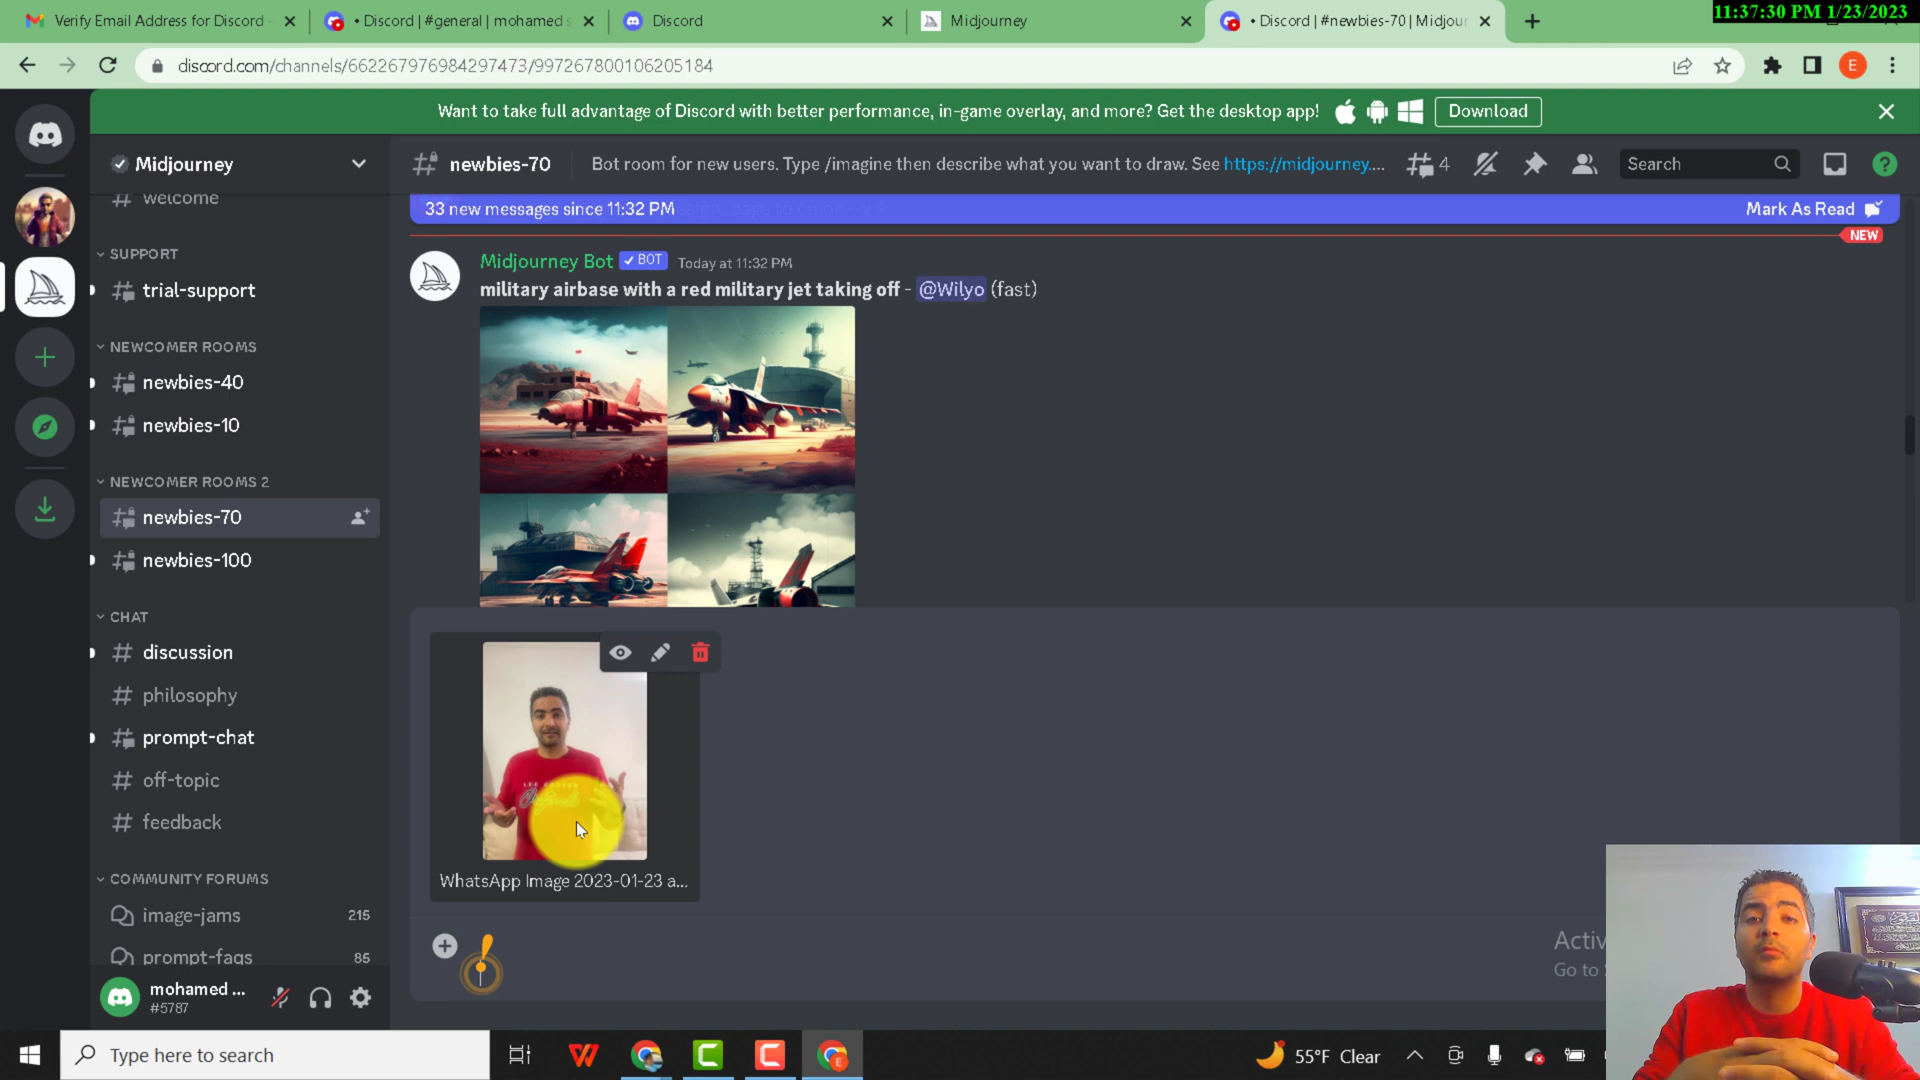 Verify Email Address for Discord -
• Discord | #general | mohamed s
Discord
Midjourney
• Discord | #newbies-70 | Midjour
11:37:30 PM 1/23/2023
discord.com/channels/662267976984297473/997267800106205184
E
Want to take full advantage of Discord with better performance, in-game overlay, and more? Get the desktop app!
Download
Midjourney
newbies-70
Bot room for new users. Type /imagine then describe what you want to draw. See https://midjourney....
4
Search
welcome
33 new messages since 11:32 PM
Mark As Read
NEW
SUPPORT
trial-support
Midjourney Bot ✓ BOT Today at 11:32 PM
military airbase with a red military jet taking off - @Wilyo (fast)
NEWCOMER ROOMS
newbies-40
newbies-10
NEWCOMER ROOMS 2
newbies-70
newbies-100
CHAT
discussion
philosophy
prompt-chat
off-topic
feedback
WhatsApp Image 2023-01-23 a...
COMMUNITY FORUMS
image-jams 215
prompt-faqs 85
Activ
Go to
mohamed ...
#5787
Type here to search
55°F Clear